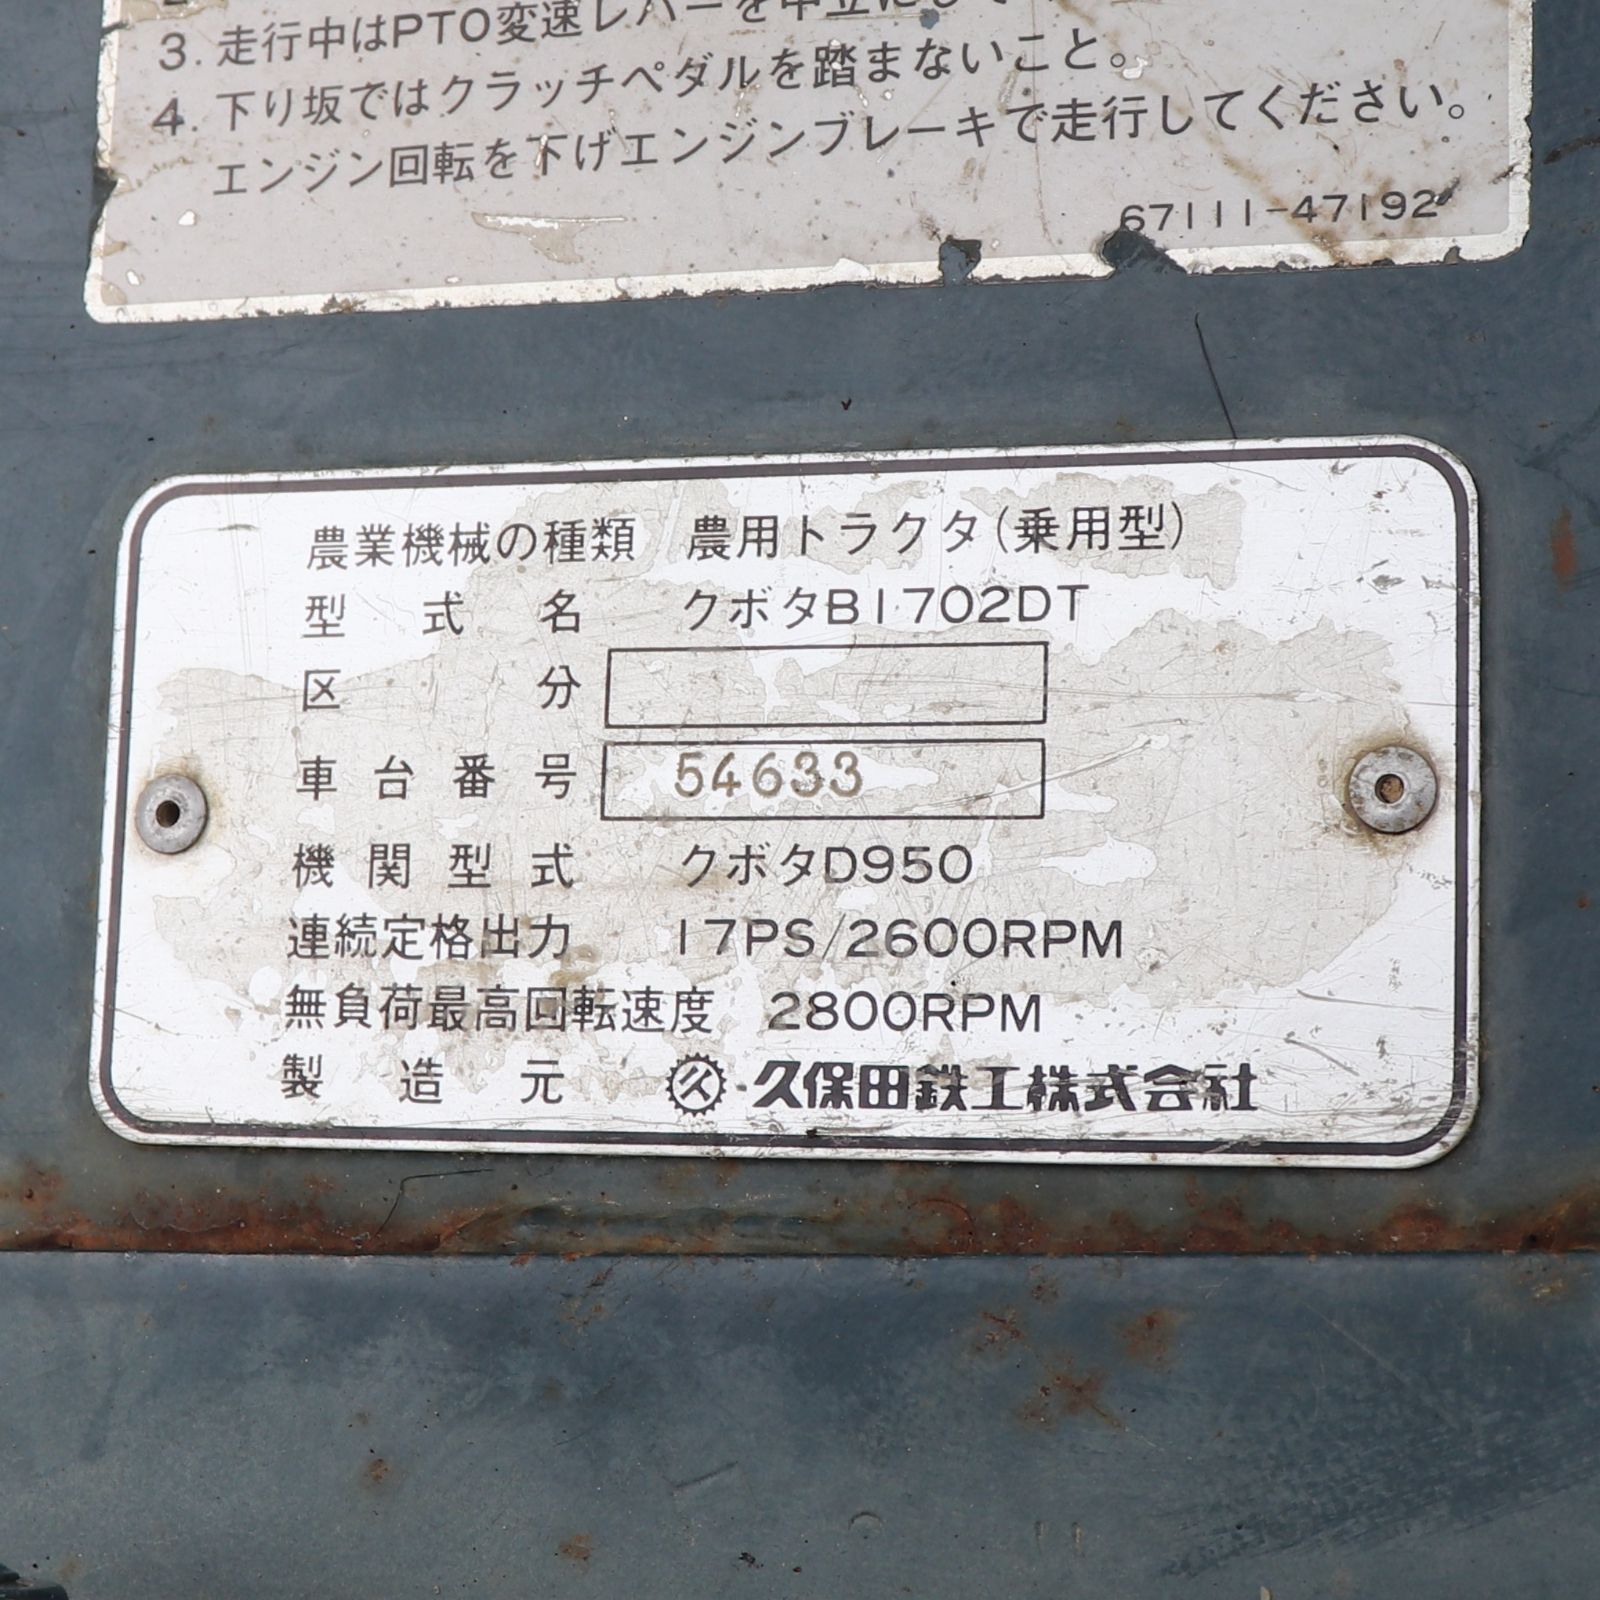 3. 走行中はPTO変速レバーを中立にして
4. 下り坂ではクラッチペダルを踏まないこと。
エンジン回転を下げエンジンブレーキで走行してください。
67111-47192
農業機械の種類 農用トラクタ(乗用型)
型式名 クボタB1702DT
区分
車台番号 54633
機関型式 クボタD950
連続定格出力 17PS/2600RPM
無負荷最高回転速度 2800RPM
製造元 久 久保田鉄工株式会社